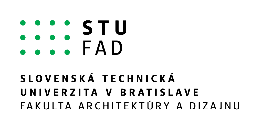 STU
FAD
SLOVENSKÁ TECHNICKÁ
UNIVERZITA V BRATISLAVE
FAKULTA ARCHITEKTÚRY A DIZAJNU